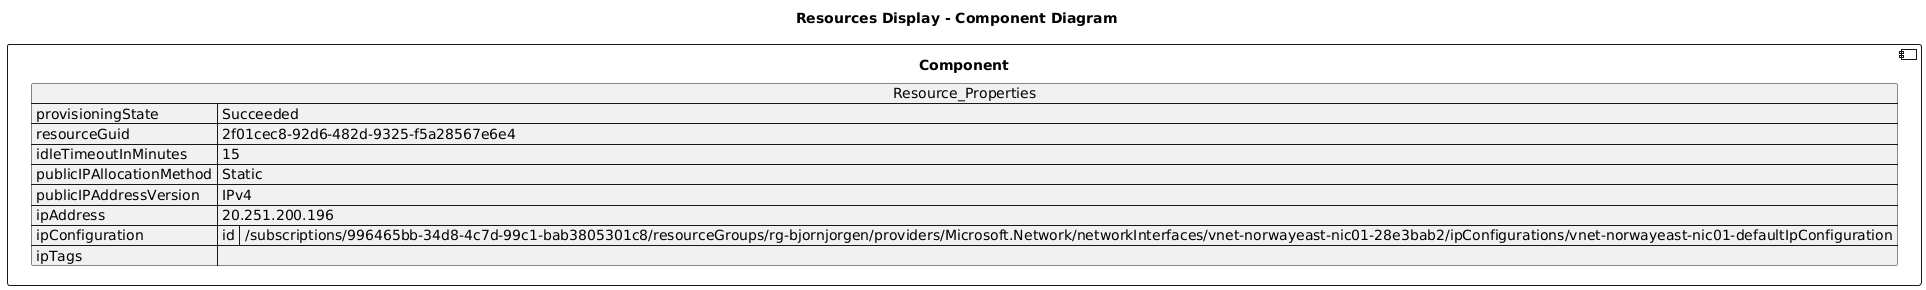 Resources Display - Component Diagram
Component
Resource_Properties
provisioningState Succeeded
resourceGuid 2f01cec8-92d6-482d-9325-f5a28567e6e4
idleTimeoutInMinutes 15
publicIPAllocationMethod Static
publicIPAddressVersion IPv4
ipAddress 20.251.200.196
ipConfiguration id /subscriptions/996465bb-34d8-4c7d-99c1-bab3805301c8/resourceGroups/rg-bjornjorgen/providers/Microsoft.Network/networkInterfaces/vnet-norwayeast-nic01-28e3bab2/ipConfigurations/vnet-norwayeast-nic01-defaultIpConfiguration
ipTags